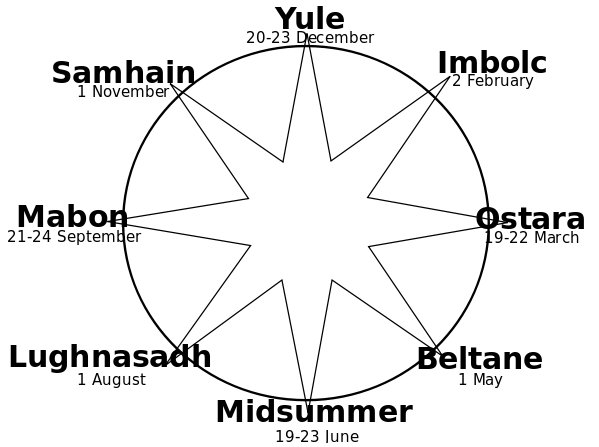 Yule
20-23 December
Imbolc
2 February
Samhain
1 November
Mabon
21-24 September
Ostara
19-22 March
Lughnasadh
1 August
Beltane
1 May
Midsummer
19-23 June